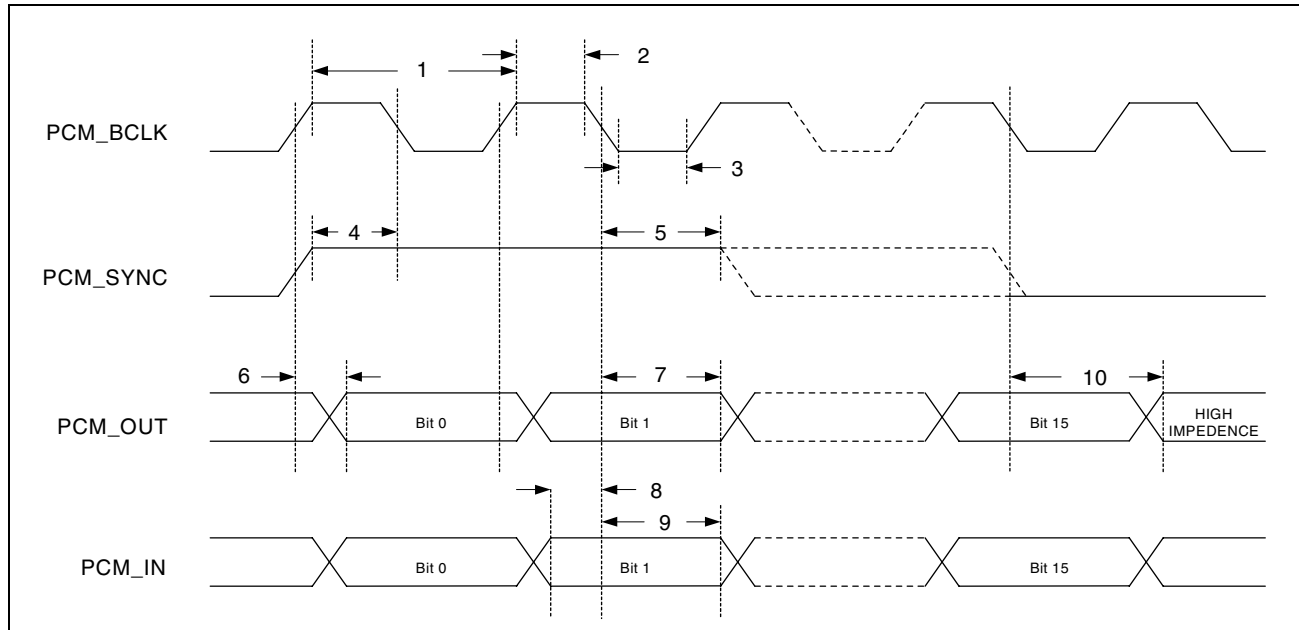 1
2
PCM_BCLK
3
4
5
PCM_SYNC
6
7
10
PCM_OUT
Bit 0
Bit 1
Bit 15
HIGH
IMPEDENCE
8
9
PCM_IN
Bit 0
Bit 1
Bit 15